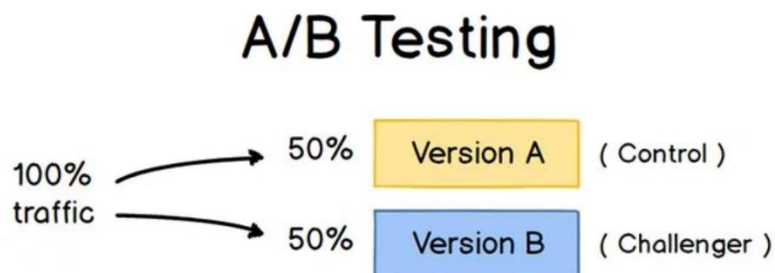 A/B Testing
50% Version A ( Control )
100%
traffic
50% Version B ( Challenger )